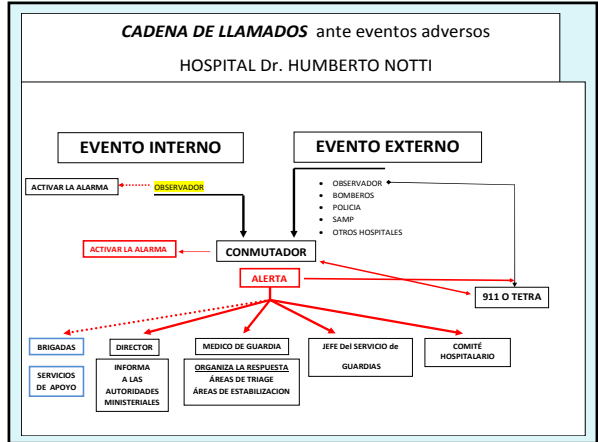 CADENA DE LLAMADOS ante eventos adversos
HOSPITAL Dr. HUMBERTO NOTTI
EVENTO INTERNO
EVENTO EXTERNO
ACTIVAR LA ALARMA
OBSERVADOR
• OBSERVADOR
• BOMBEROS
• POLICIA
• SAMP
• OTROS HOSPITALES
ACTIVAR LA ALARMA
CONMUTADOR
ALERTA
911 O TETRA
BRIGADAS
DIRECTOR
MEDICO DE GUARDIA
JEFE Del SERVICIO de
GUARDIAS
COMITÉ
HOSPITALARIO
SERVICIOS
DE APOYO
INFORMA
A LAS
AUTORIDADES
MINISTERIALES
ORGANIZA LA RESPUESTA
ÁREAS DE TRIAGE
ÁREAS DE ESTABILIZACION